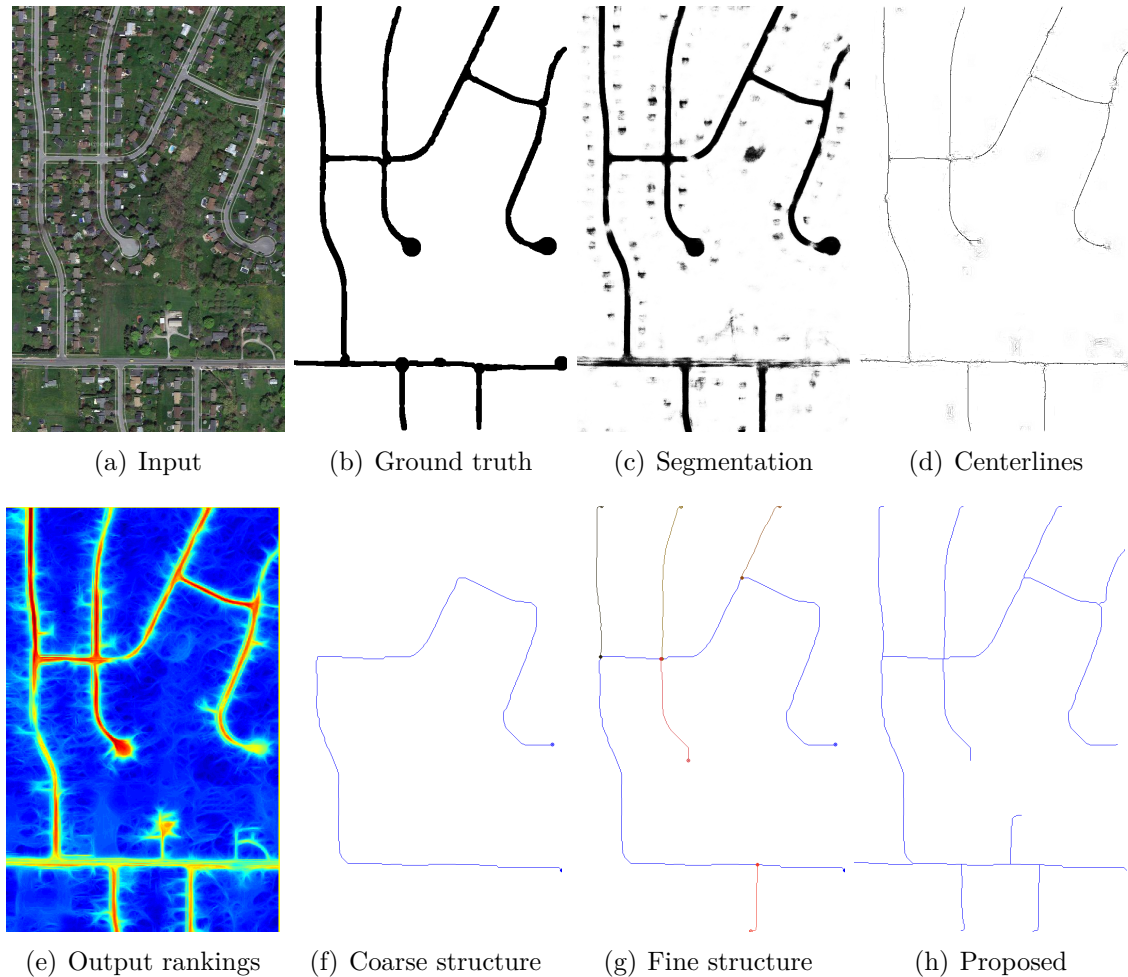 (a) Input
(b) Ground truth
(c) Segmentation
(d) Centerlines
(e) Output rankings
(f) Coarse structure
(g) Fine structure
(h) Proposed